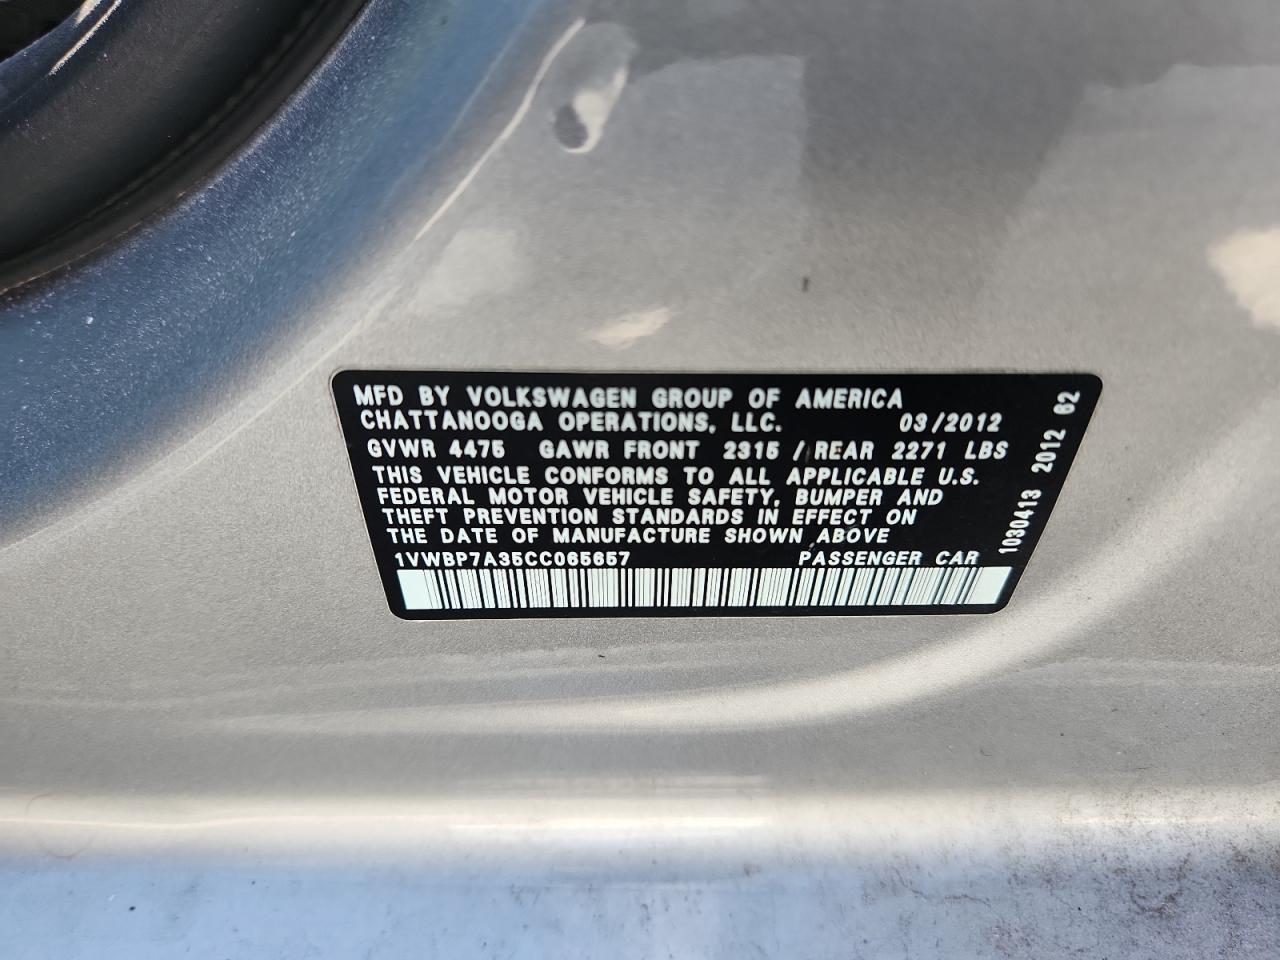 MFD BY VOLKSWAGEN GROUP OF AMERICA
CHATTANOOGA OPERATIONS, LLC. 03/2012
GVWR 4475 GAWR FRONT 2315 / REAR 2271 LBS
THIS VEHICLE CONFORMS TO ALL APPLICABLE U.S.
FEDERAL MOTOR VEHICLE SAFETY, BUMPER AND
THEFT PREVENTION STANDARDS IN EFFECT ON
THE DATE OF MANUFACTURE SHOWN ABOVE
1VWBP7A35CC065657 PASSENGER CAR
1030413 2012 62